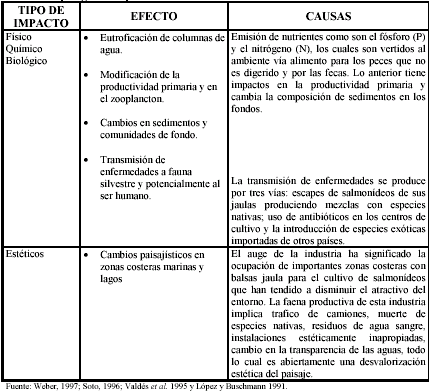 TIPO DE IMPACTO
EFECTO
CAUSAS
Físico
Químico
Biológico
• Eutroficación de columnas de
agua.
• Modificación de la
productividad primaria y en
el zooplancton.
• Cambios en sedimentos y
comunidades de fondo.
• Transmisión de
enfermedades a fauna
silvestre y potencialmente al
ser humano.
Emisión de nutrientes como son el fósforo (P)
y el nitrógeno (N), los cuales son vertidos al
ambiente vía alimento para los peces que no
es digerido y por las fecas. Lo anterior tiene
impactos en la productividad primaria y
cambia la composición de sedimentos en los
fondos.
La transmisión de enfermedades se produce
por tres vías: escapes de salmonídeos de sus
jaulas produciendo mezclas con especies
nativas; uso de antibióticos en los centros de
cultivo y la introducción de especies exóticas
importadas de otros países.
Estéticos
• Cambios paisajísticos en
zonas costeras marinas y
lagos
El auge de la industria ha significado la
ocupación de importantes zonas costeras con
balsas jaula para el cultivo de salmonídeos
que han tendido a disminuir el atractivo del
entorno. La faena productiva de esta industria
implica trafico de camiones, muerte de
especies nativas, residuos de agua sangre,
instalaciones estéticamente inapropiadas,
cambio en la transparencia de las aguas, todo
lo cual es abiertamente una desvalorización
estética del paisaje.
Fuente: Weber, 1997; Soto, 1996; Valdés et al. 1995 y López y Buschmann 1991.